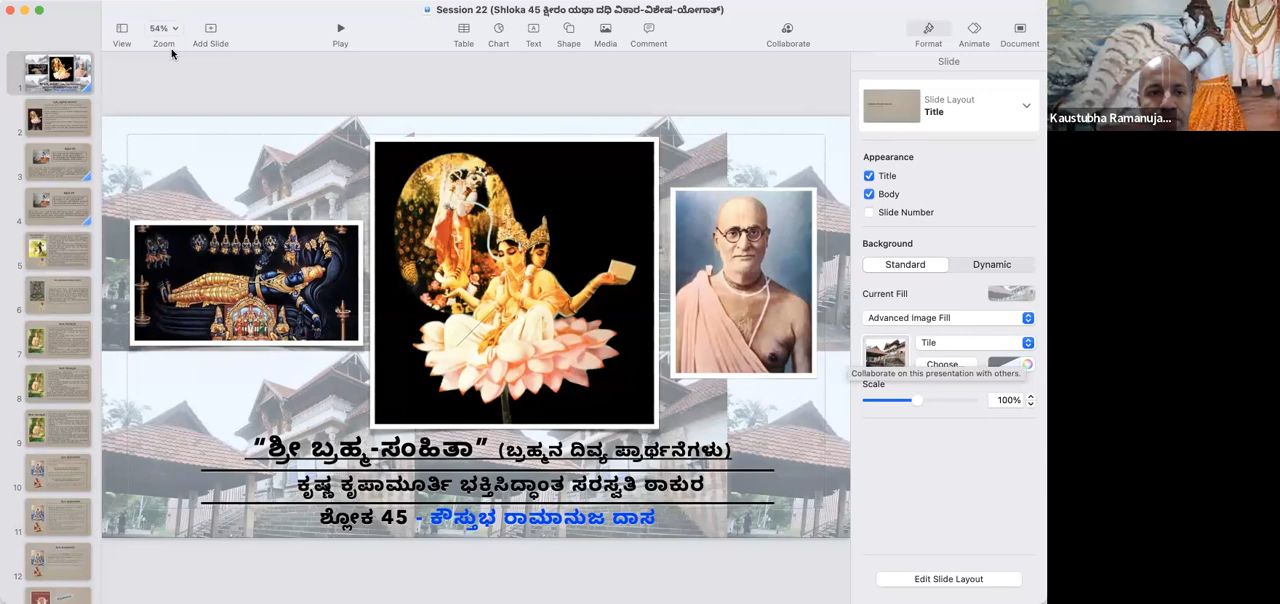 Session 22 (Shloka 45 ಕ್ಷೀರಂ ಯಥಾ ದಧಿ ವಿಕಾರ-ವಿಶೇಷ-ಯೋಗಾತ್)
54%
View
Zoom
Add Slide
Play
Table
Chart
Text
Shape
Media
Comment
Collaborate
Format
Animate
Document
Slide
Slide Layout
Title
Appearance
Title
Body
Slide Number
Background
Standard
Dynamic
Current Fill
Advanced Image Fill
Tile
Choose...
Collaborate on this presentation with others.
Scale
100%
Edit Slide Layout
1
2
3
4
5
6
7
8
9
10
11
12
"ಶ್ರೀ ಬ್ರಹ್ಮ-ಸಂಹಿತಾ" (ಬ್ರಹ್ಮನ ದಿವ್ಯ ಪ್ರಾರ್ಥನೆಗಳು)
ಕೃಷ್ಣ ಕೃಪಾಮೂರ್ತಿ ಭಕ್ತಿಸಿದ್ಧಾಂತ ಸರಸ್ವತಿ ಠಾಕುರ
ಶ್ಲೋಕ 45 - ಕೌಸ್ತುಭ ರಾಮಾನುಜ ದಾಸ
Kaustubha Ramanuja...